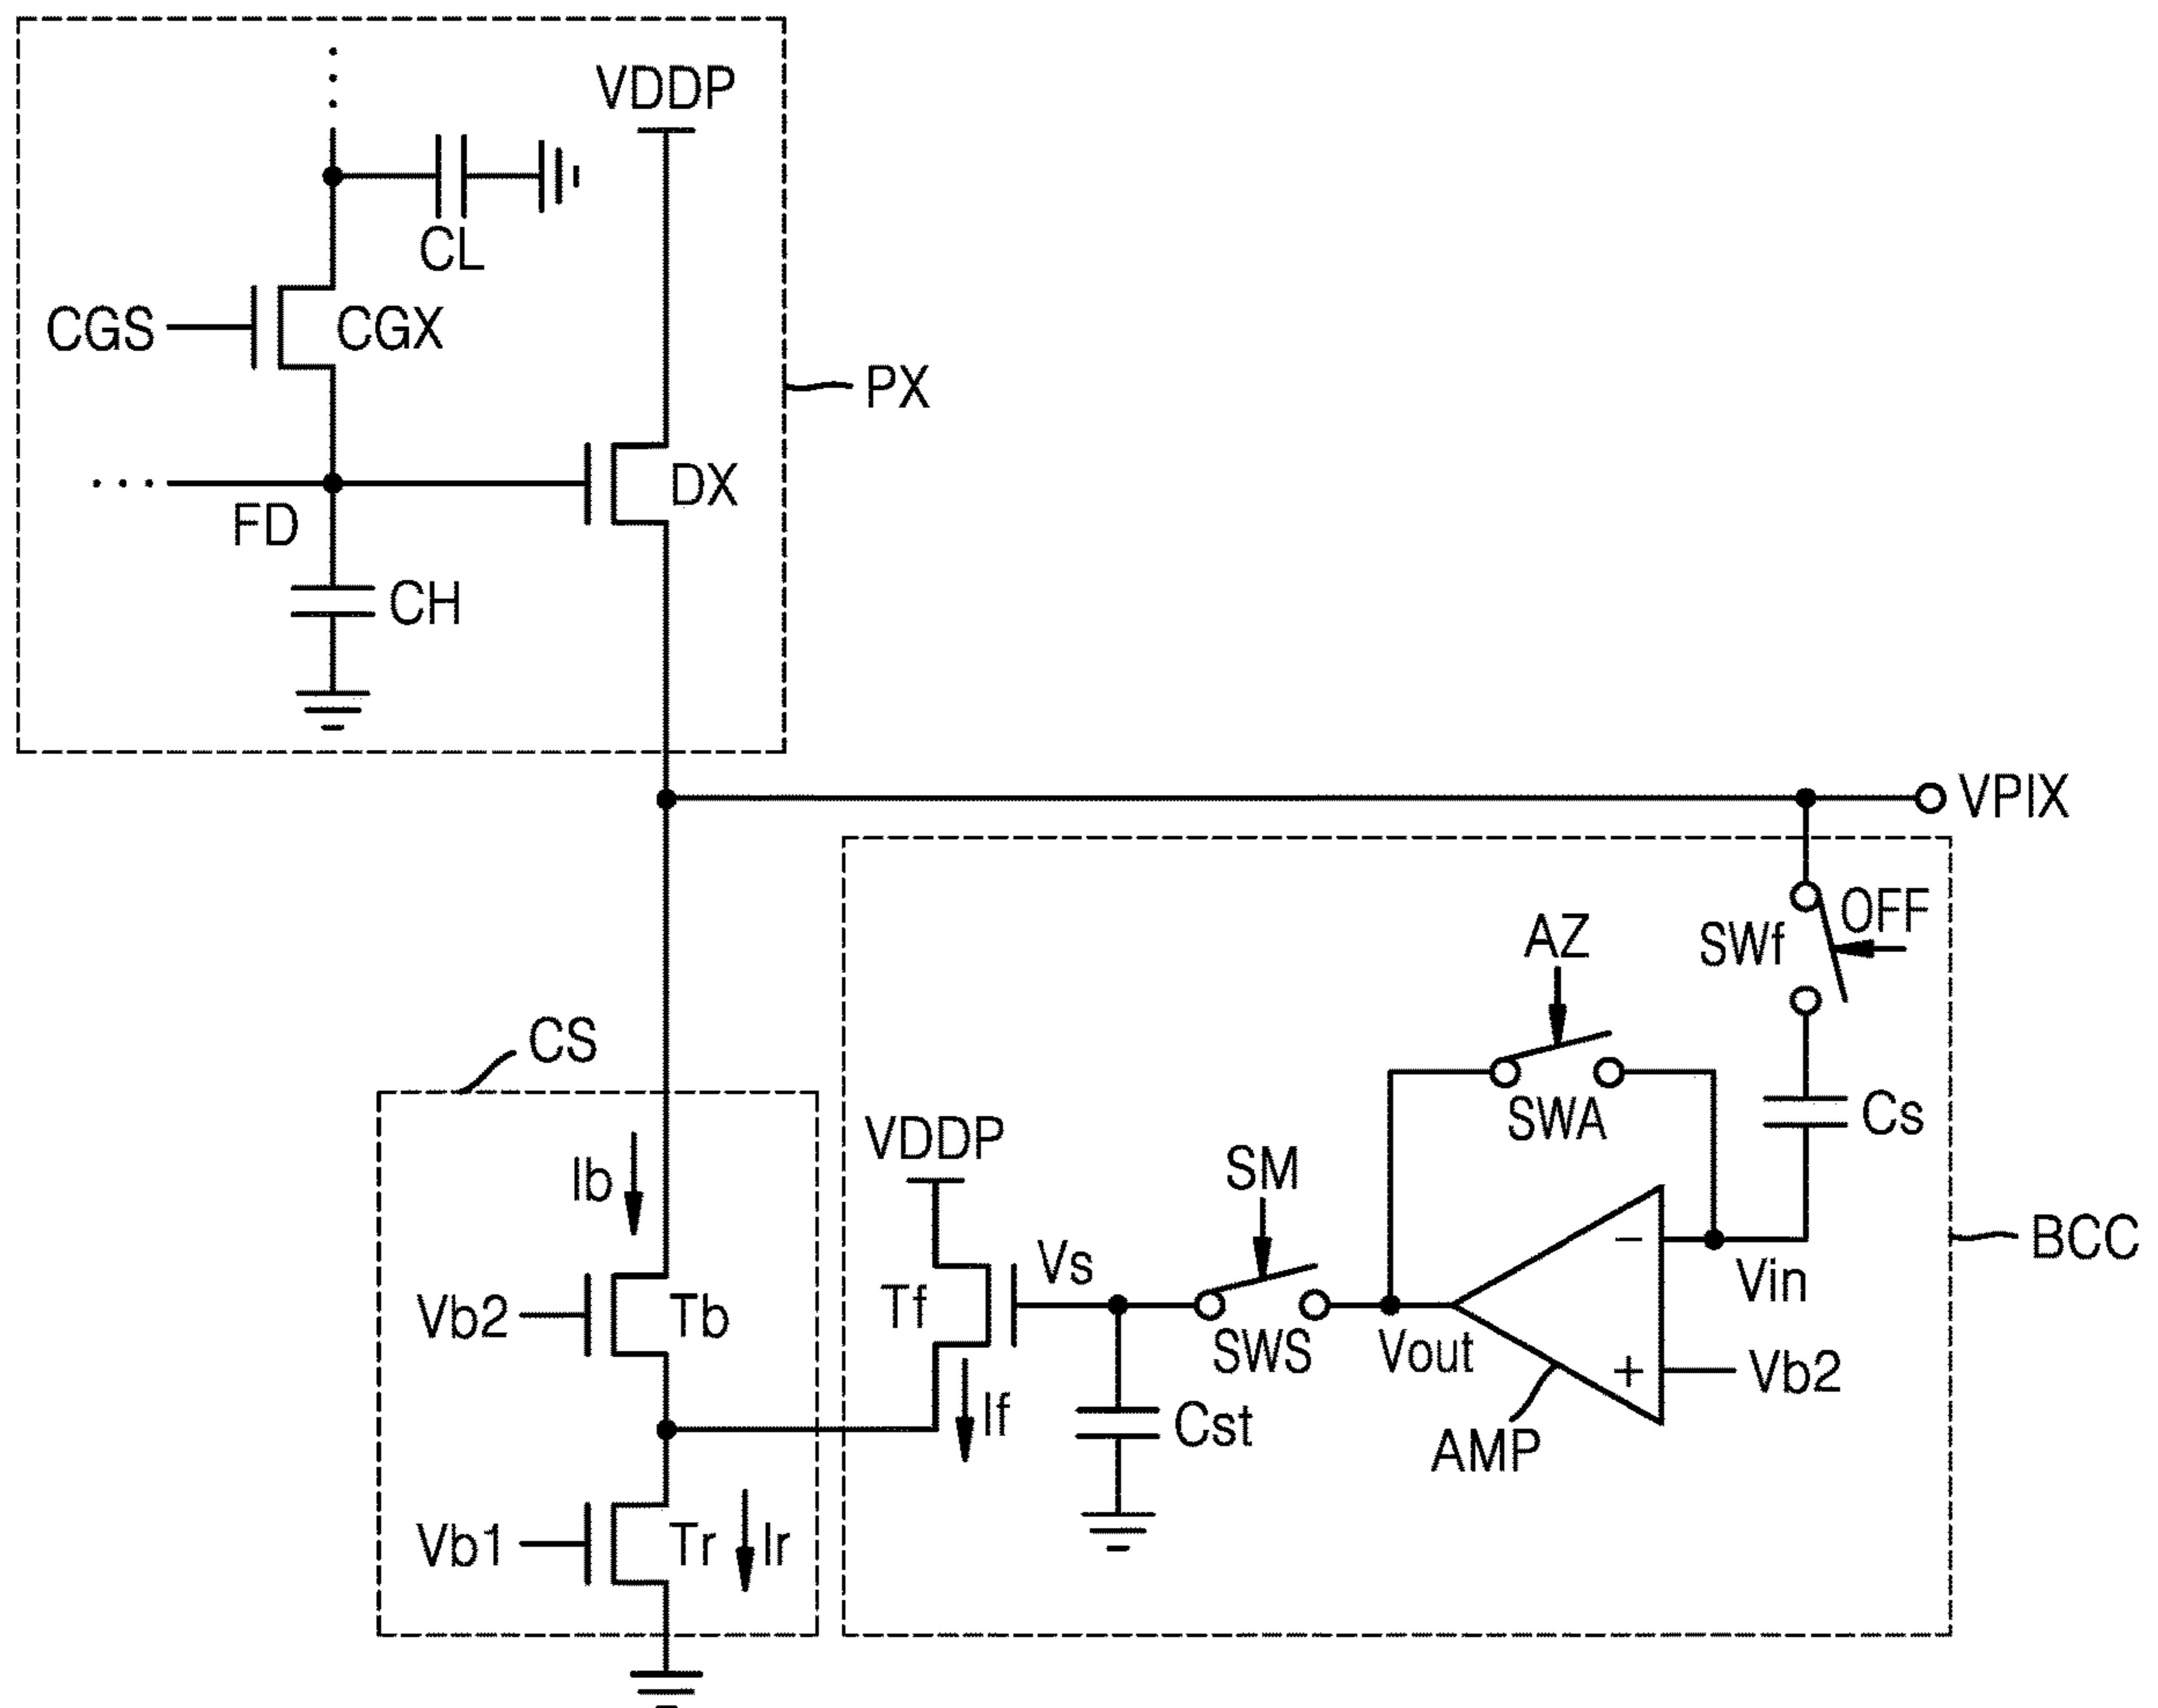 VDDP
CL
CGS
CGX
PX
DX
FD
CH
VPIX
OFF
SWf
AZ
CS
SWA
Cs
VDDP
SM
Ib
BCC
Vs
Vin
Vb2
Tb
Tf
SWS
Vout
Vb2
If
Cst
AMP
Vb1
Tr
Ir
−
+